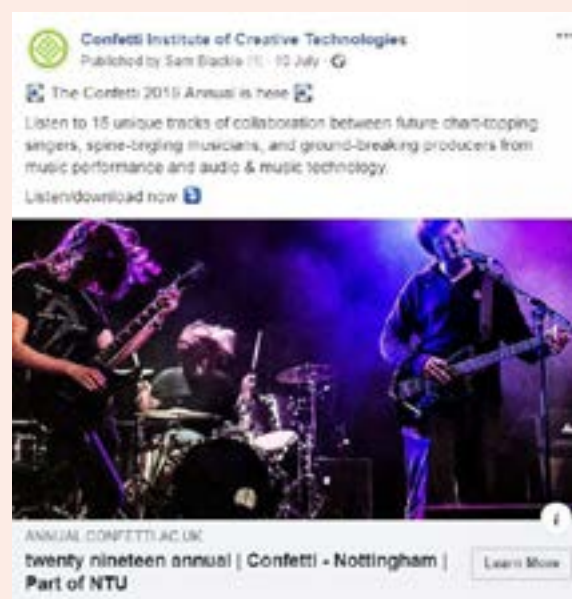 Confetti Institute of Creative Technologies
Published by Sam · 10 July ·
The Confetti 2019 Annual is here
Listen to 18 unique tracks of collaboration between future chart-topping
singers, spine-tingling musicians, and ground-breaking producers from
music performance and audio & music technology.
Listen/download now
ANNUAL.CONFETTI.AC.UK
twenty nineteen annual | Confetti - Nottingham |
Part of NTU
Learn More